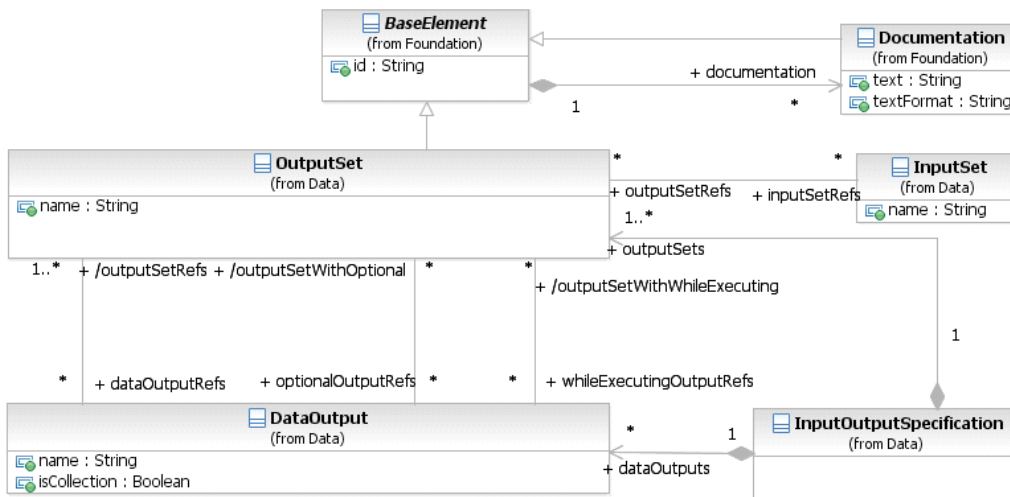 BaseElement
(from Foundation)
id : String
Documentation
(from Foundation)
text : String
textFormat : String
+ documentation
1
*
OutputSet
(from Data)
name : String
*
*
+ outputSetRefs
+ inputSetRefs
InputSet
(from Data)
name : String
1..*
+ outputSets
1..*
+ /outputSetRefs
+ /outputSetWithOptional
*
*
+ /outputSetWithWhileExecuting
1
*
+ dataOutputRefs
+ optionalOutputRefs
*
*
+ whileExecutingOutputRefs
DataOutput
(from Data)
name : String
isCollection : Boolean
*
1
+ dataOutputs
InputOutputSpecification
(from Data)